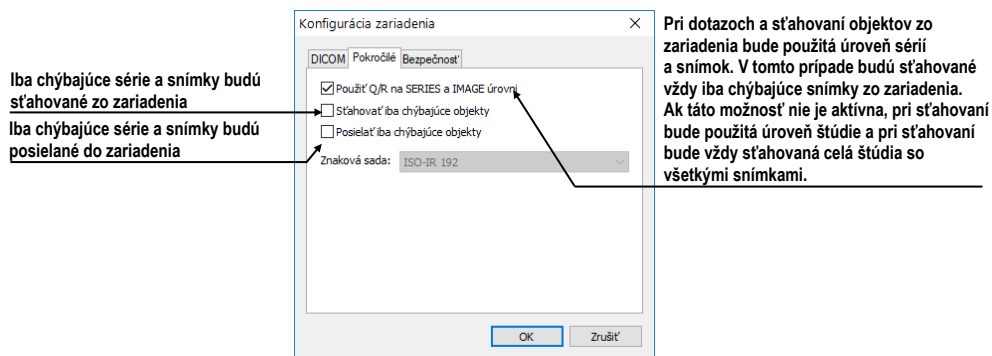 Iba chýbajúce série a snímky budú
sťahované zo zariadenia
Iba chýbajúce série a snímky budú
posielané do zariadenia
Konfigurácia zariadenia
DICOM Pokročilé Bezpečnosť
Použiť Q/R na SERIES a IMAGE úrovni
Sťahovať iba chýbajúce objekty
Posielať iba chýbajúce objekty
Znaková sada: ISO-IR 192
OK Zrušiť
Pri dotazoch a sťahovaní objektov zo
zariadenia bude použitá úroveň sérií
a snímok. V tomto prípade budú sťahované
vždy iba chýbajúce snímky zo zariadenia.
Ak táto možnosť nie je aktívna, pri sťahovaní
bude použitá úroveň štúdie a pri sťahovaní
bude vždy sťahovaná celá štúdia so
všetkými snímkami.